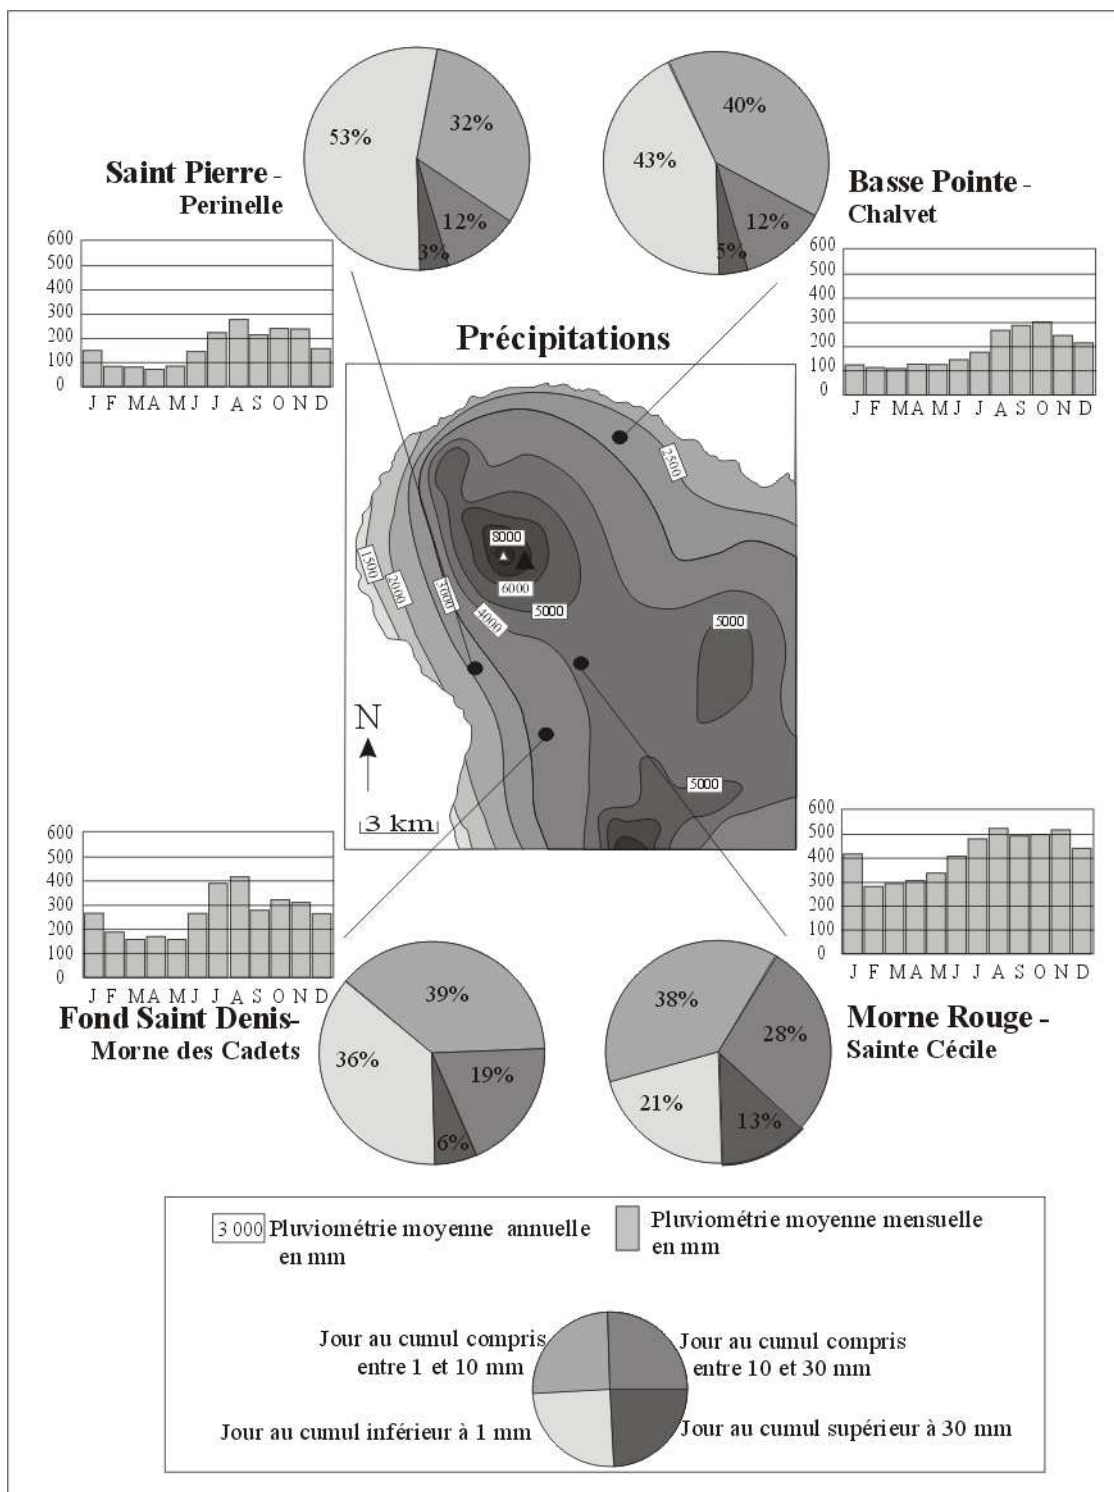 53%
32%
12%
3%
40%
43%
12%
5%
Saint Pierre -
Perinelle
Basse Pointe -
Chalvet
600
500
400
300
200
100
0
J F M A M J J A S O N D
600
500
400
300
200
100
0
J F M A M J J A S O N D
Précipitations
2500
8000
1500
2000
3000
4000
6000
5000
5000
5000
N
3 km
600
500
400
300
200
100
0
J F M A M J J A S O N D
600
500
400
300
200
100
0
J F M A M J J A S O N D
Fond Saint Denis-
Morne des Cadets
39%
36%
19%
6%
38%
28%
21%
13%
Morne Rouge -
Sainte Cécile
3 000 Pluviométrie moyenne annuelle
en mm
Pluviométrie moyenne mensuelle
en mm
Jour au cumul compris
entre 1 et 10 mm
Jour au cumul compris
entre 10 et 30 mm
Jour au cumul inférieur à 1 mm
Jour au cumul supérieur à 30 mm